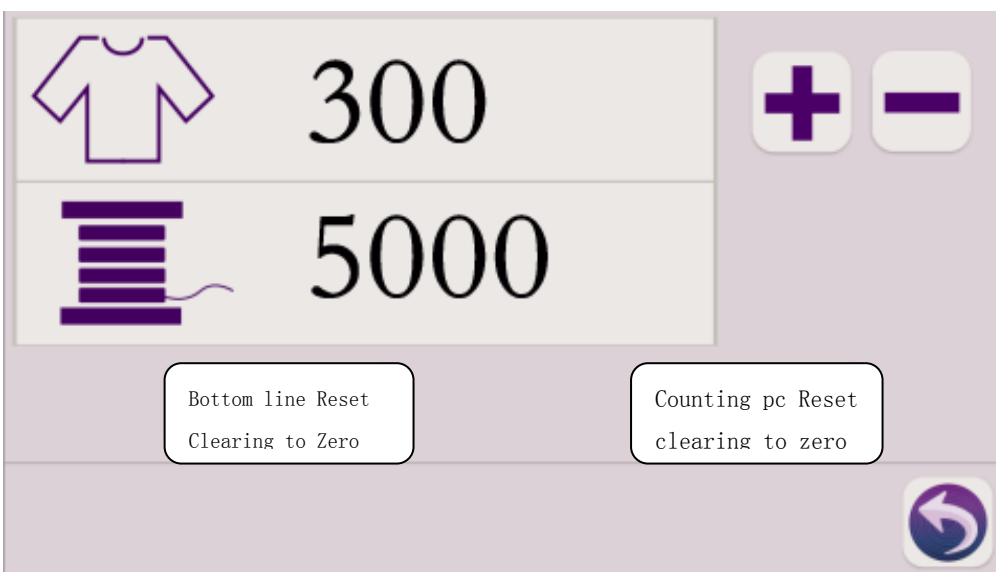 300
5000
Bottom line Reset
Clearing to Zero
Counting pc Reset
clearing to zero